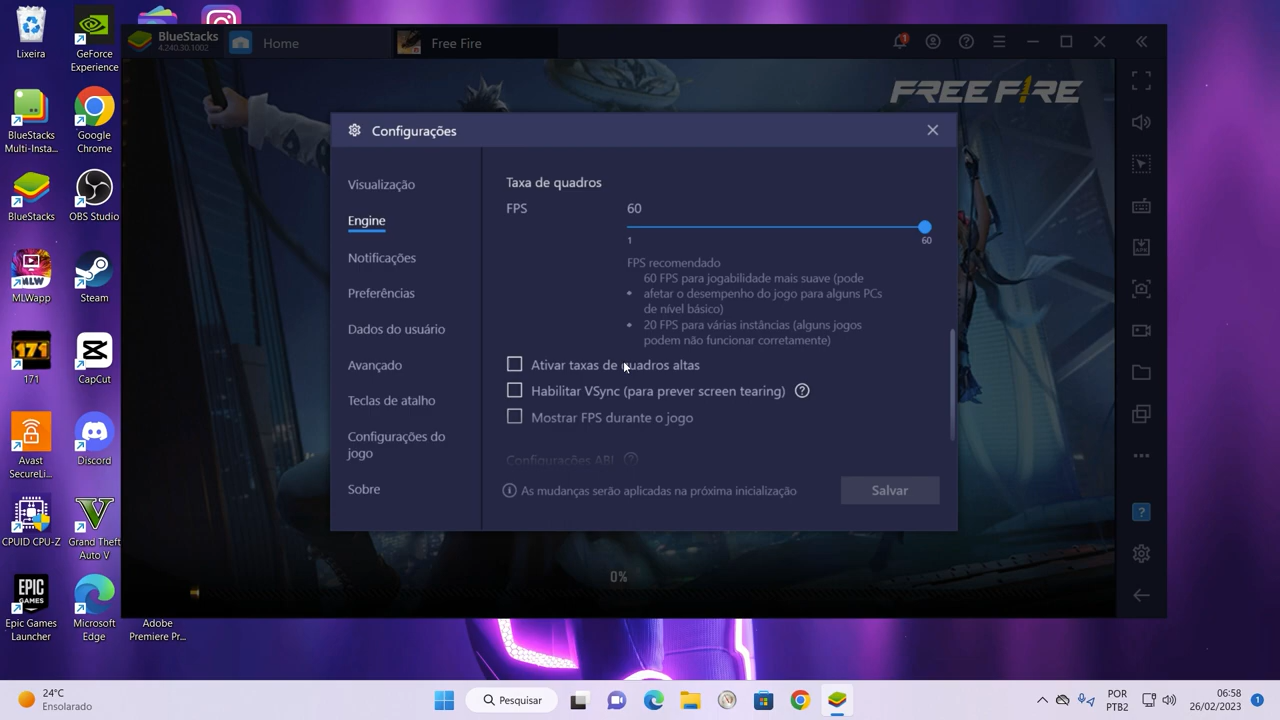 Lixeira
GeForce
Experience
BlueStacks
Multi-Insta...
Google
Chrome
BlueStacks
OBS Studio
MLW
MLWapp
Steam
171
171
CapCut
Avast
SecureLi...
Discord
CPUID CPU-Z
Grand Theft
Auto V
EPIC
GAMES
Epic Games
Launcher
Microsoft
Edge
Adobe
Premiere Pr...
BlueStacks
4.240.30.1002
Home
Free Fire
FREE FIRE
Configurações
Visualização
Engine
Notificações
Preferências
Dados do usuário
Avançado
Teclas de atalho
Configurações do
jogo
Sobre
Taxa de quadros
FPS
60
1
60
FPS recomendado
60 FPS para jogabilidade mais suave (pode
• afetar o desempenho do jogo para alguns PCs
de nível básico)
• 20 FPS para várias instâncias (alguns jogos
podem não funcionar corretamente)
Ativar taxas de quadros altas
Habilitar VSync (para prever screen tearing) ?
Mostrar FPS durante o jogo
Configurações ABI ?
As mudanças serão aplicadas na próxima inicialização
Salvar
0%
24°C
Ensolarado
Pesquisar
POR
PTB2
06:58
26/02/2023
1